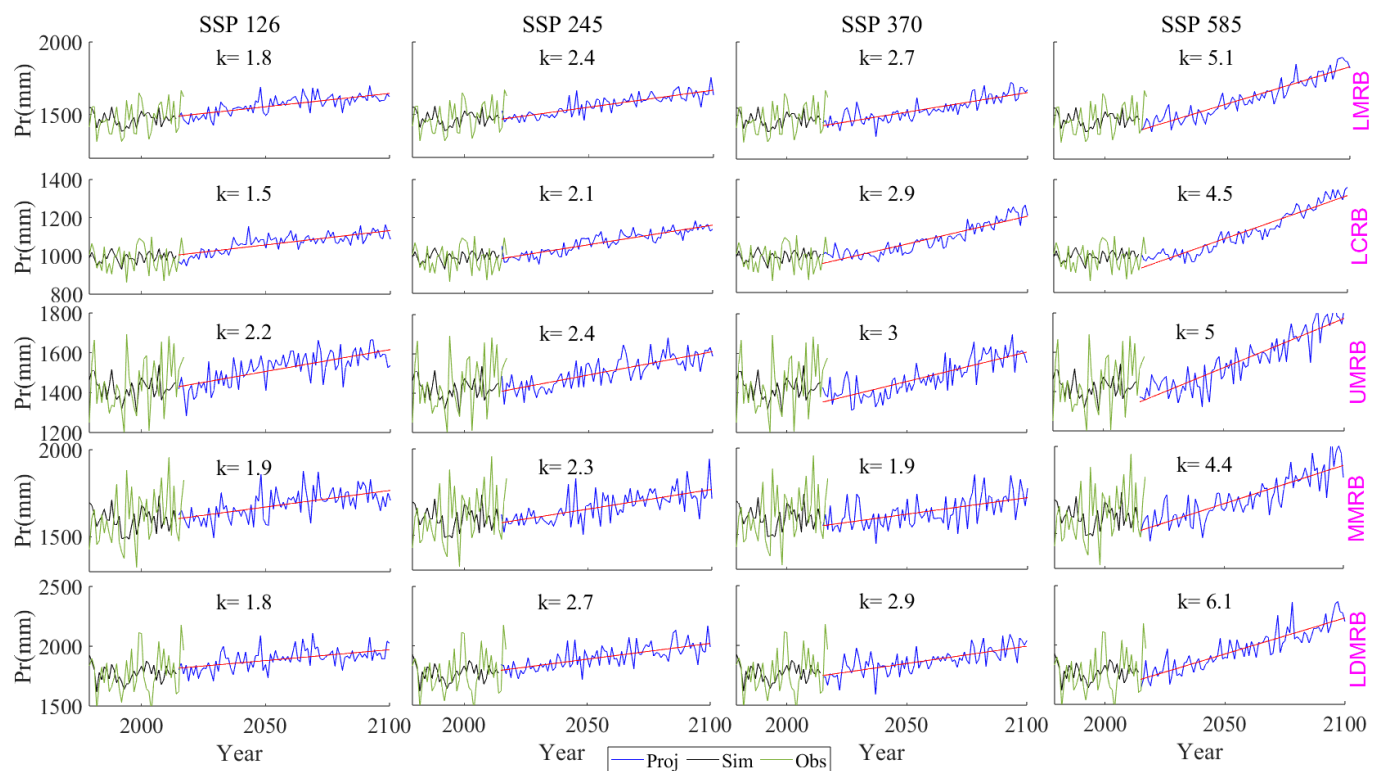 SSP 126 SSP 245 SSP 370 SSP 585
2000 k= 1.8 k= 2.4 k= 2.7 k= 5.1
Pr(mm) 1500 LMRB
1400 k= 1.5 k= 2.1 k= 2.9 k= 4.5
1200
Pr(mm) 1000 LCRB
800
1800 k= 2.2 k= 2.4 k= 3 k= 5
1600
Pr(mm) 1400 UMRB
1200
2000 k= 1.9 k= 2.3 k= 1.9 k= 4.4
Pr(mm) 1500 MMRB
2500 k= 1.8 k= 2.7 k= 2.9 k= 6.1
Pr(mm) 2000 LDMRB
1500
2000 2050 2100 2000 2050 2100 2000 2050 2100 2000 2050 2100
Year Year Year Year
Proj Sim Obs